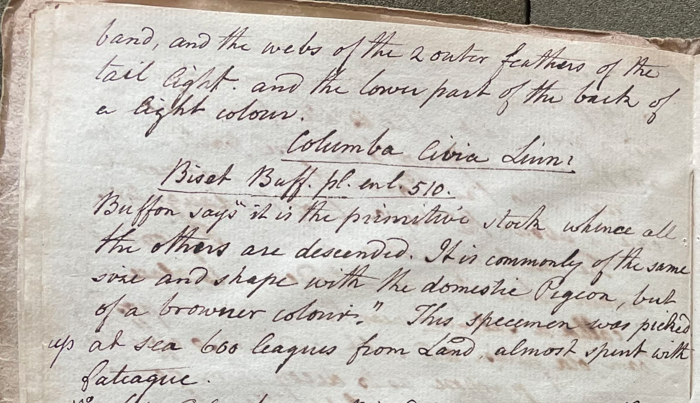 band, and the webs of the 2 outer feathers of the
tail light. and the lower part of the back of
a light colour.
Columba Livia Linn:
Biset Buff. pl. enl. 510.
Buffon says "it is the primitive stock whence all
the others are descended. It is commonly of the same
size and shape with the domestic Pigeon, but
of a browner colour." This specimen was picked
up at sea 600 leagues from Land almost spent with
fateague.